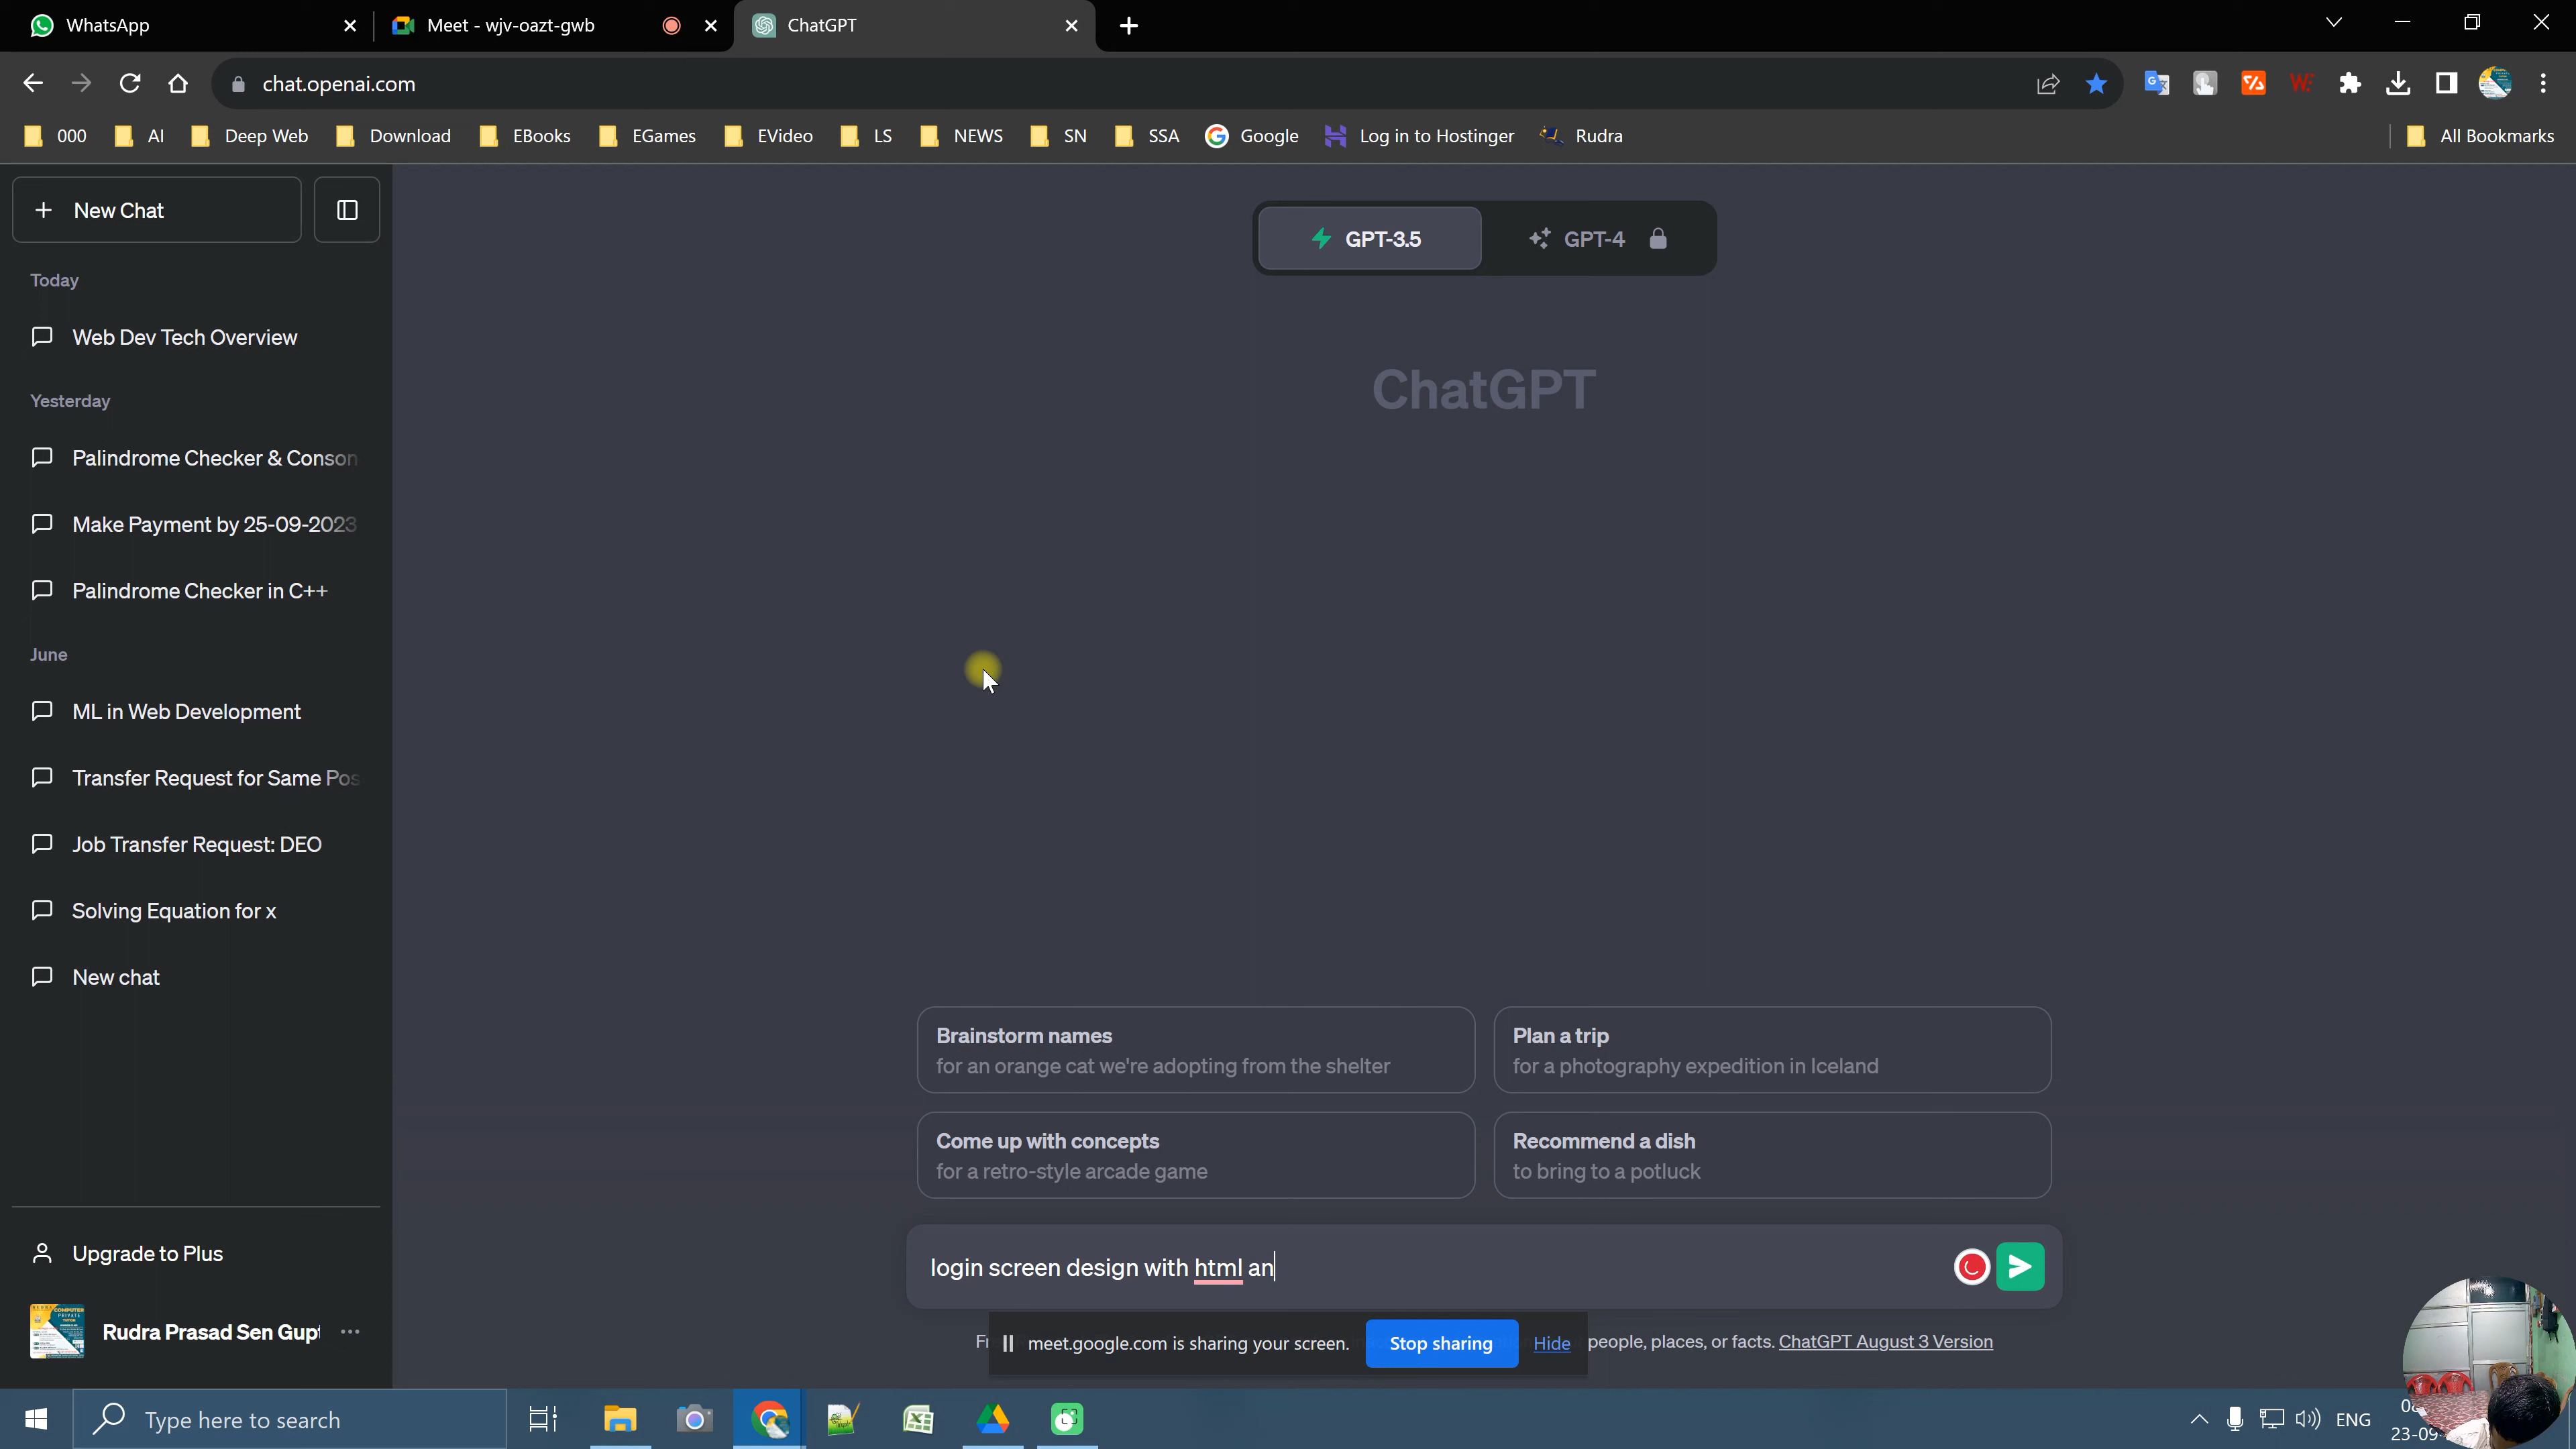 WhatsApp
Meet - wjv-oazt-gwb
ChatGPT
chat.openai.com
000
AI
Deep Web
Download
EBooks
EGames
EVideo
LS
NEWS
SN
SSA
Google
Log in to Hostinger
Rudra
All Bookmarks
New Chat
Today
Web Dev Tech Overview
Yesterday
Palindrome Checker & Conson
Make Payment by 25-09-2023
Palindrome Checker in C++
June
ML in Web Development
Transfer Request for Same Pos
Job Transfer Request: DEO
Solving Equation for x
New chat
Upgrade to Plus
Rudra Prasad Sen Gupt
GPT-3.5
GPT-4
ChatGPT
Brainstorm names
for an orange cat we're adopting from the shelter
Plan a trip
for a photography expedition in Iceland
Come up with concepts
for a retro-style arcade game
Recommend a dish
to bring to a potluck
login screen design with html an
meet.google.com is sharing your screen.
Stop sharing
Hide
people, places, or facts. ChatGPT August 3 Version
Type here to search
ENG
23-09